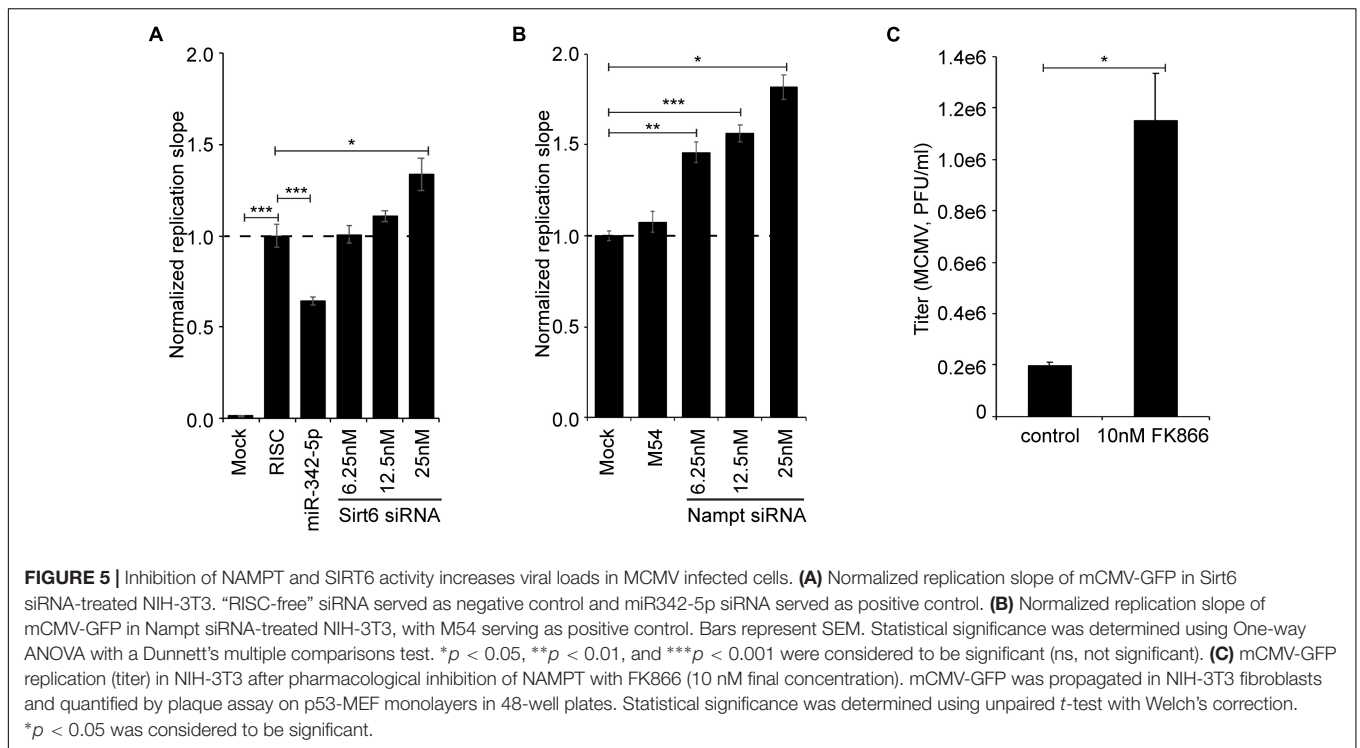 A
Normalized replication slope
2.0
1.5
1.0
0.5
0.0
***
***
*
Mock
RISC
miR-342-5p
6.25nM
12.5nM
25nM
Sirt6 siRNA
B
Normalized replication slope
2.0
1.5
1.0
0.5
0.0
*
***
**
Mock
M54
6.25nM
12.5nM
25nM
Nampt siRNA
C
Titer (MCMV, PFU/ml)
1.4e6
1.2e6
1.0e6
0.8e6
0.6e6
0.4e6
0.2e6
0
*
control
10nM FK866
FIGURE 5 | Inhibition of NAMPT and SIRT6 activity increases viral loads in MCMV infected cells. (A) Normalized replication slope of mCMV-GFP in Sirt6
siRNA-treated NIH-3T3. “RISC-free” siRNA served as negative control and miR342-5p siRNA served as positive control. (B) Normalized replication slope of
mCMV-GFP in Nampt siRNA-treated NIH-3T3, with M54 serving as positive control. Bars represent SEM. Statistical significance was determined using One-way
ANOVA with a Dunnett’s multiple comparisons test. *p < 0.05, **p < 0.01, and ***p < 0.001 were considered to be significant (ns, not significant). (C) mCMV-GFP
replication (titer) in NIH-3T3 after pharmacological inhibition of NAMPT with FK866 (10 nM final concentration). mCMV-GFP was propagated in NIH-3T3 fibroblasts
and quantified by plaque assay on p53-MEF monolayers in 48-well plates. Statistical significance was determined using unpaired t-test with Welch’s correction.
*p < 0.05 was considered to be significant.